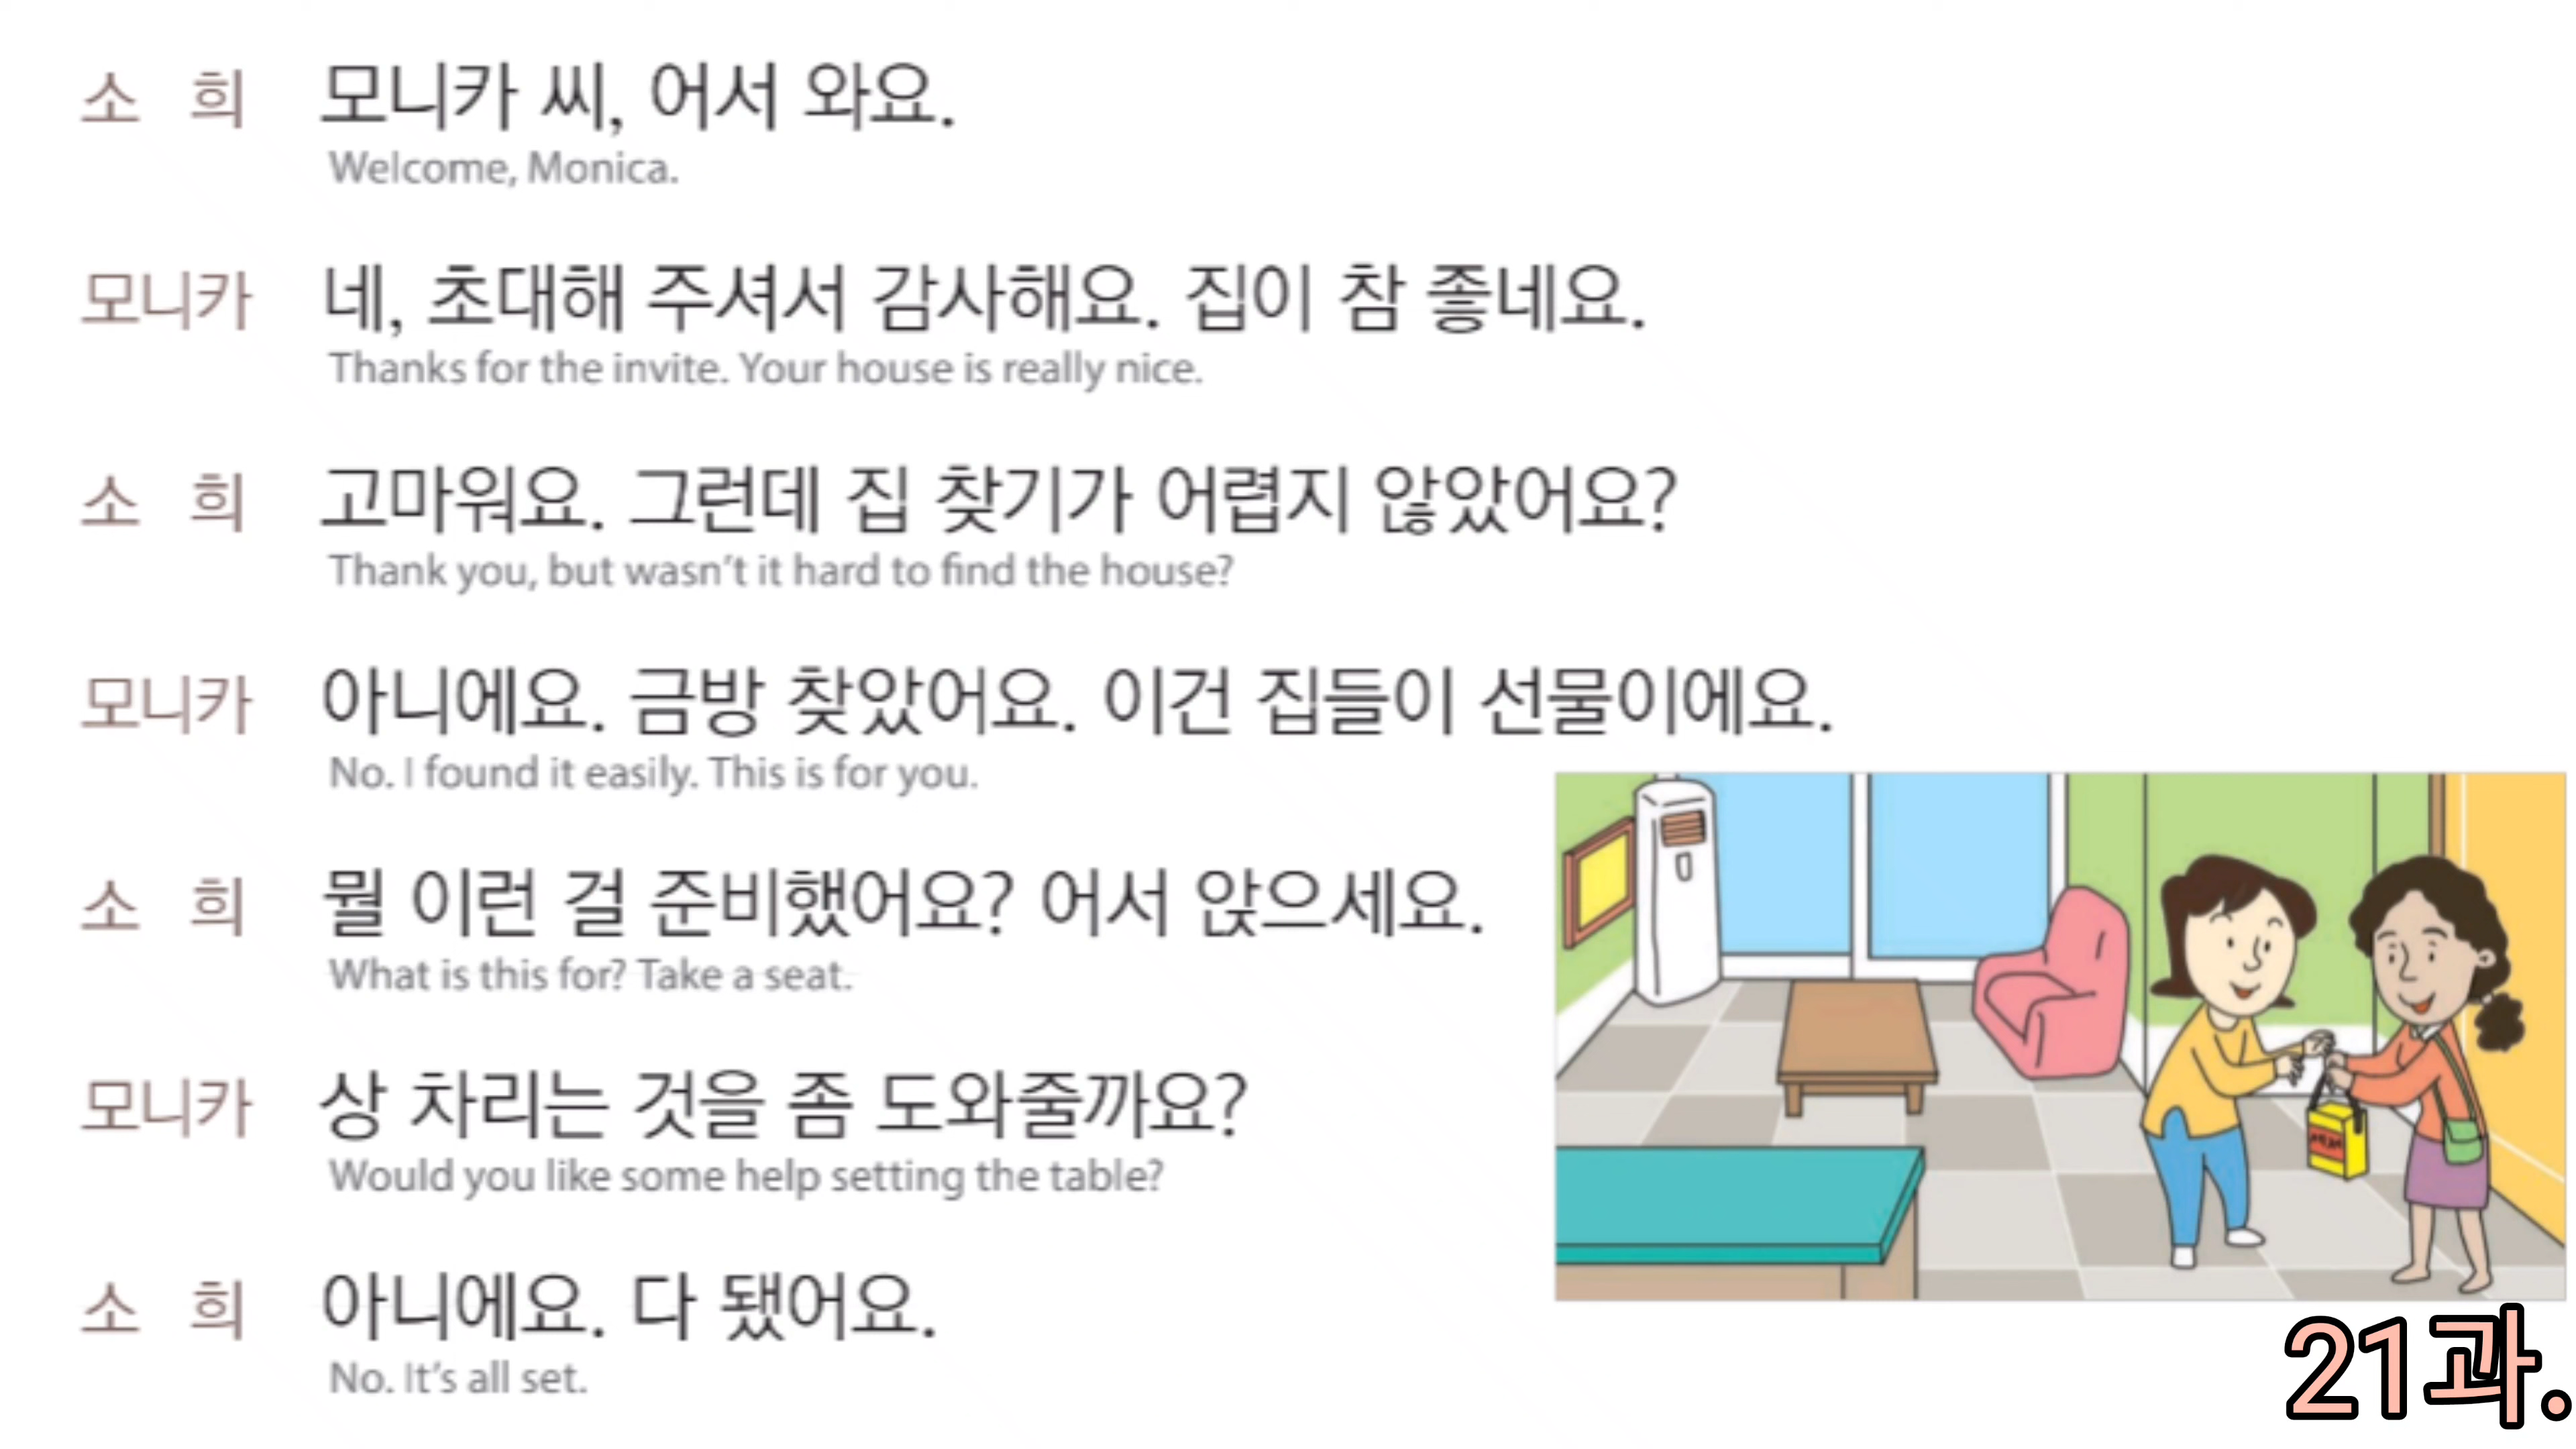 소 희 모니카 씨, 어서 와요.
Welcome, Monica.
모니카 네, 초대해 주셔서 감사해요. 집이 참 좋네요.
Thanks for the invite. Your house is really nice.
소 희 고마워요. 그런데 집 찾기가 어렵지 않았어요?
Thank you, but wasn't it hard to find the house?
모니카 아니에요. 금방 찾았어요. 이건 집들이 선물이에요.
No. I found it easily. This is for you.
소 희 뭘 이런 걸 준비했어요? 어서 앉으세요.
What is this for? Take a seat.
모니카 상 차리는 것을 좀 도와줄까요?
Would you like some help setting the table?
소 희 아니에요. 다 됐어요.
No. It's all set.
21과.